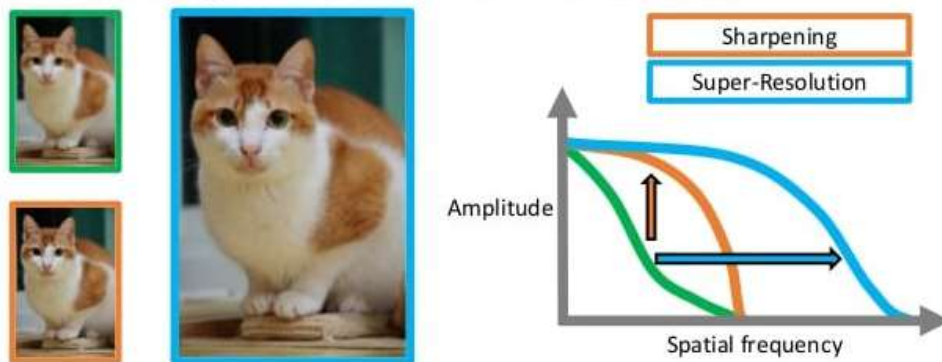 Sharpening
Super-Resolution
Amplitude
Spatial frequency